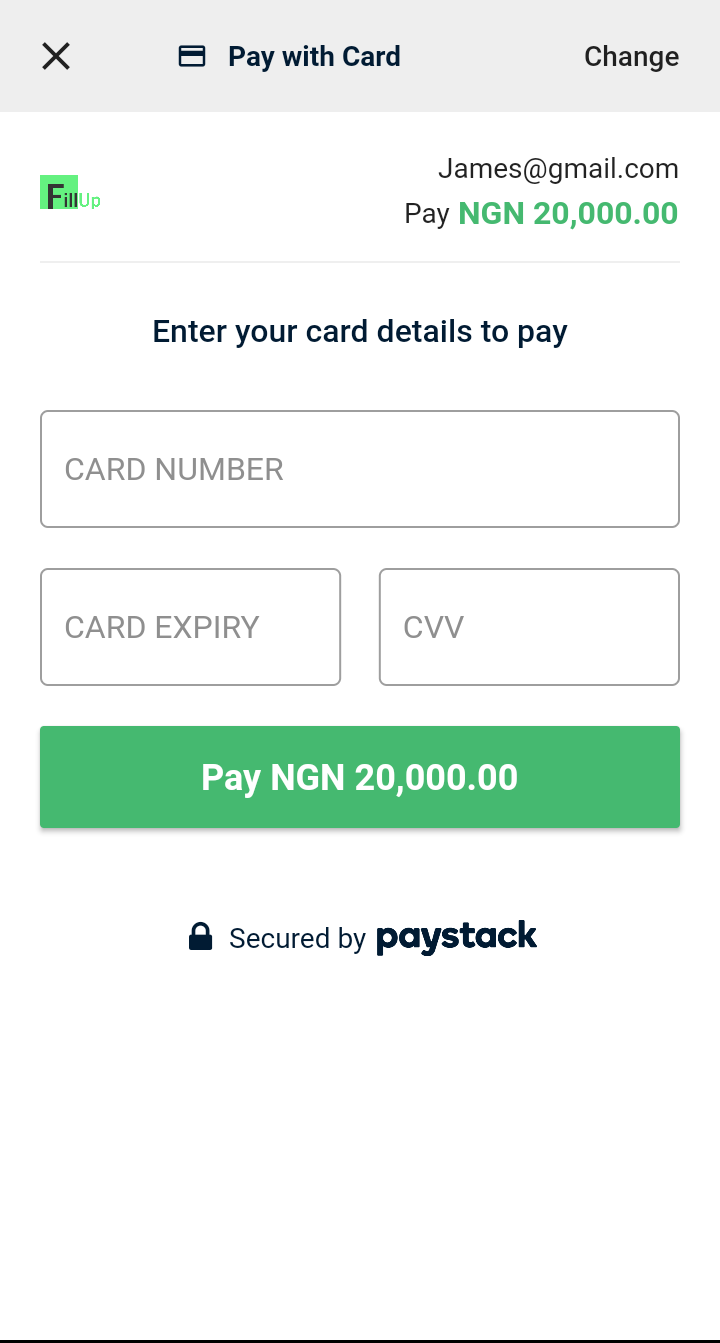 Pay with Card
Change
FillUp
James@gmail.com
Pay NGN 20,000.00
Enter your card details to pay
CARD NUMBER
CARD EXPIRY
CVV
Pay NGN 20,000.00
Secured by paystack